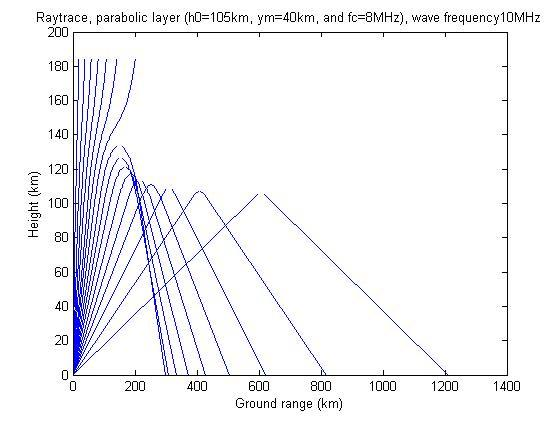 Raytrace, parabolic layer (h0=105km, ym=40km, and fc=8MHz), wave frequency10MHz
200
180
160
140
120
100
80
60
40
20
0
Height (km)
0 200 400 600 800 1000 1200 1400
Ground range (km)